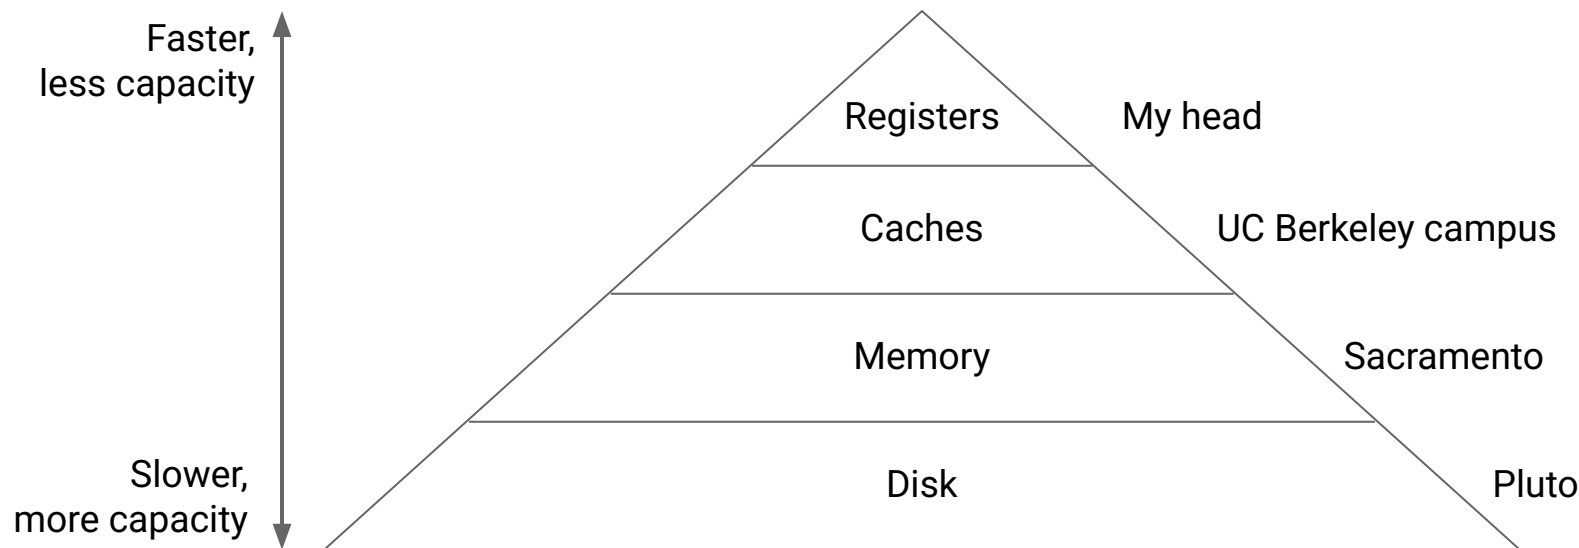 Faster,
less capacity
Registers
My head
Caches
UC Berkeley campus
Memory
Sacramento
Slower,
more capacity
Disk
Pluto